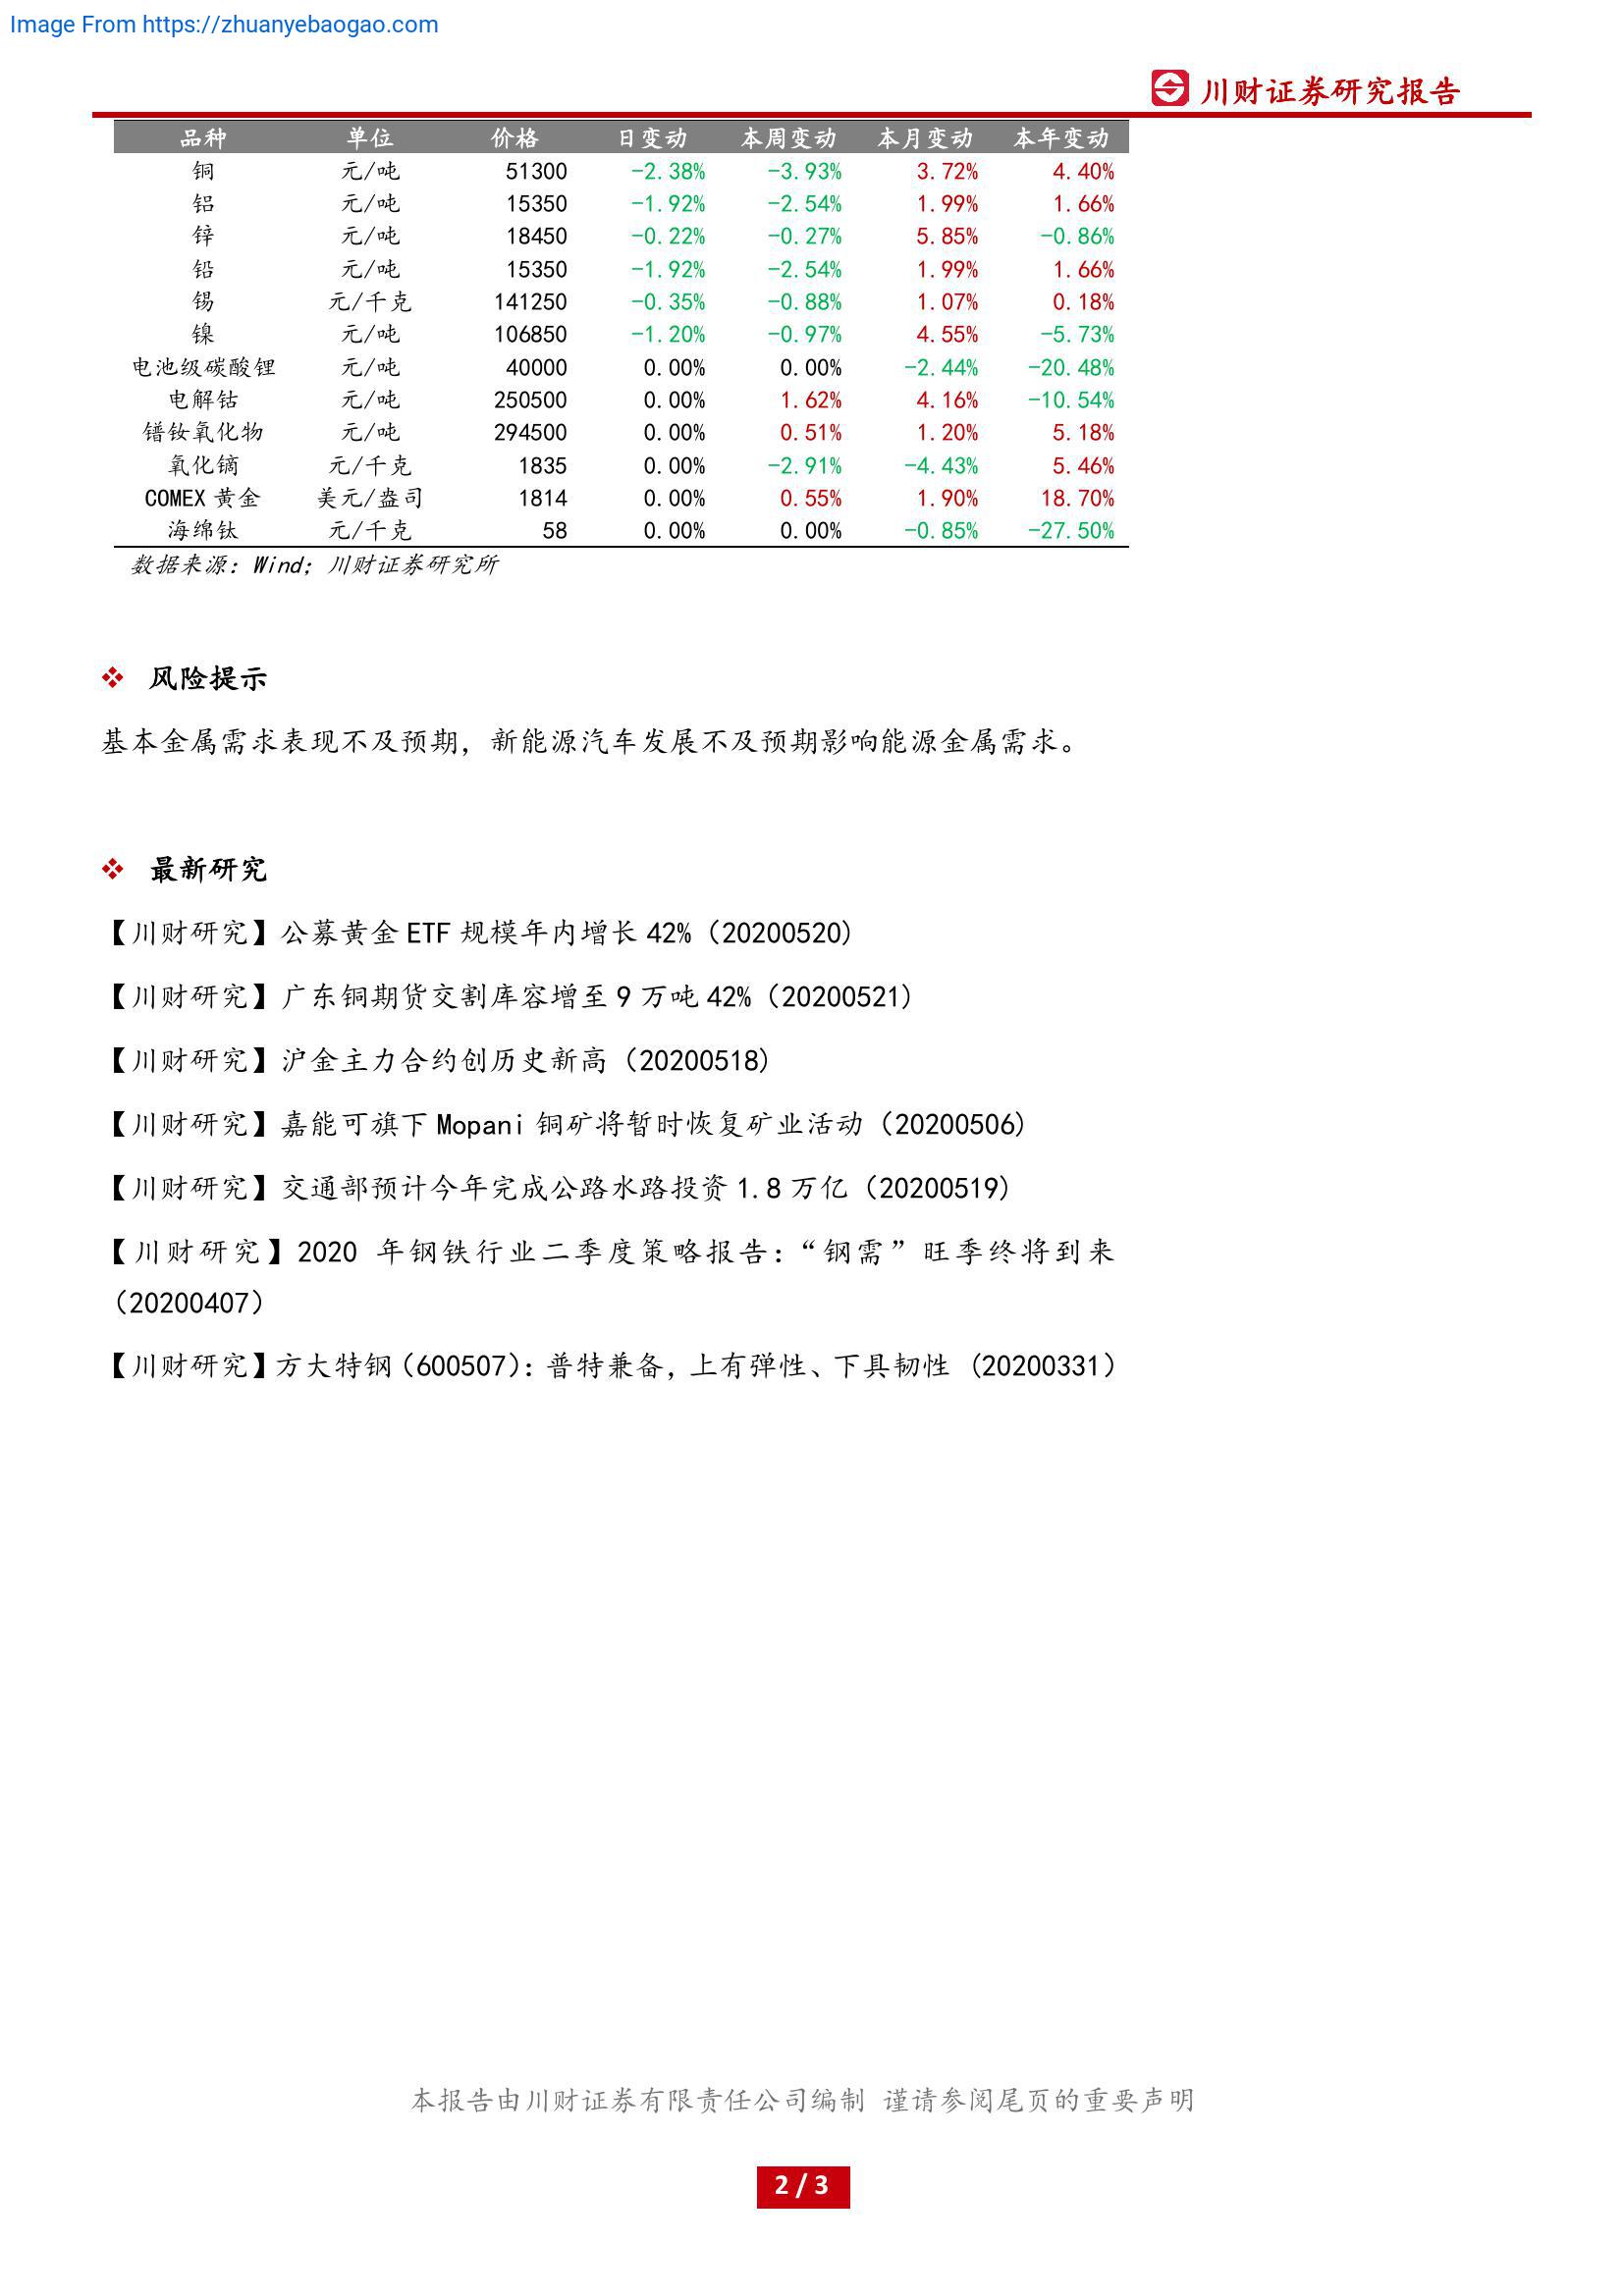 Image From https://zhuanyebaogao.com
川财证券研究报告
品种 单位 价格 日变动 本周变动 本月变动 本年变动
铜 元/吨 51300 -2.38% -3.93% 3.72% 4.40%
铝 元/吨 15350 -1.92% -2.54% 1.99% 1.66%
锌 元/吨 18450 -0.22% -0.27% 5.85% -0.86%
铅 元/吨 15350 -1.92% -2.54% 1.99% 1.66%
锡 元/千克 141250 -0.35% -0.88% 1.07% 0.18%
镍 元/吨 106850 -1.20% -0.97% 4.55% -5.73%
电池级碳酸锂 元/吨 40000 0.00% 0.00% -2.44% -20.48%
电解钴 元/吨 250500 0.00% 1.62% 4.16% -10.54%
镨钕氧化物 元/吨 294500 0.00% 0.51% 1.20% 5.18%
氧化镝 元/千克 1835 0.00% -2.91% -4.43% 5.46%
COMEX 黄金 美元/盎司 1814 0.00% 0.55% 1.90% 18.70%
海绵钛 元/千克 58 0.00% 0.00% -0.85% -27.50%
数据来源：Wind；川财证券研究所
❖ 风险提示
基本金属需求表现不及预期，新能源汽车发展不及预期影响能源金属需求。
❖ 最新研究
【川财研究】公募黄金 ETF 规模年内增长 42%（20200520）
【川财研究】广东铜期货交割库容增至 9 万吨 42%（20200521）
【川财研究】沪金主力合约创历史新高（20200518）
【川财研究】嘉能可旗下 Mopani 铜矿将暂时恢复矿业活动（20200506）
【川财研究】交通部预计今年完成公路水路投资 1.8 万亿（20200519）
【川财研究】2020 年钢铁行业二季度策略报告：“钢需”旺季终将到来
（20200407）
【川财研究】方大特钢（600507）：普特兼备，上有弹性、下具韧性（20200331）
本报告由川财证券有限责任公司编制 谨请参阅尾页的重要声明
2 / 3